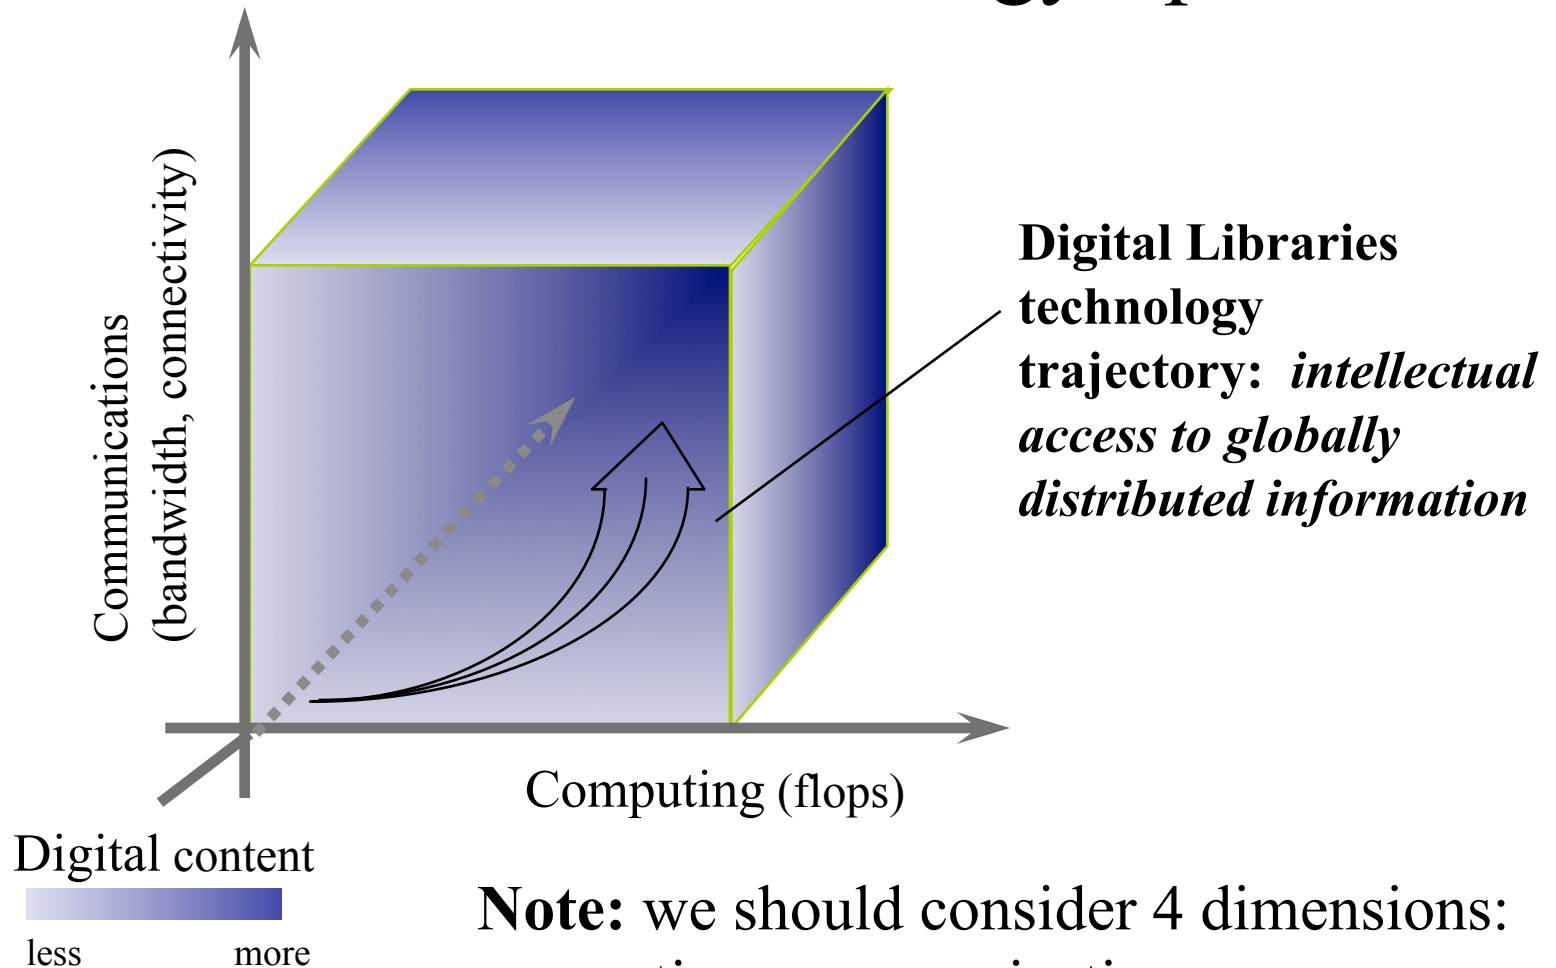 Communications
(bandwidth, connectivity)
Digital Libraries
technology
trajectory: intellectual
access to globally
distributed information
Computing (flops)
Digital content
less more
Note: we should consider 4 dimensions: